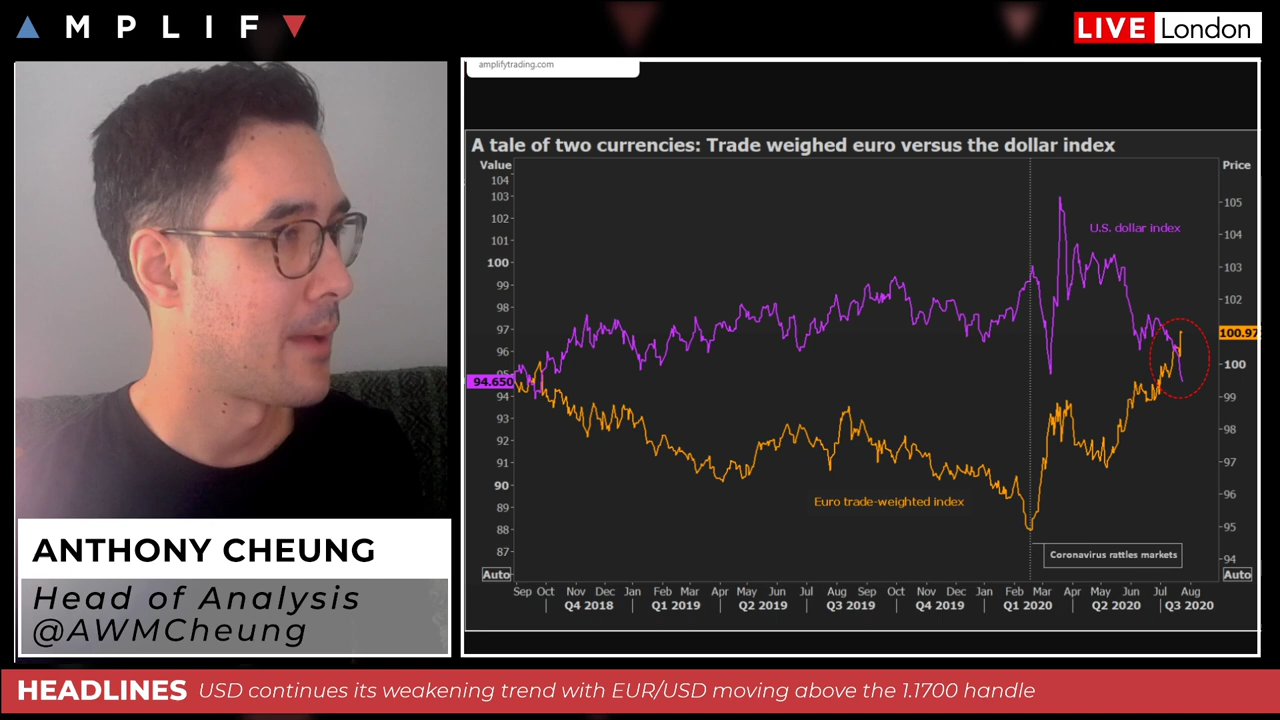 AMPLIFY
LIVE London
amplifytrading.com
A tale of two currencies: Trade weighed euro versus the dollar index
Value
Price
104
103
102
101
100
99
98
97
96
95
94
93
92
91
90
89
88
87
Auto
94.650
105
104
103
102
100.97
100
99
98
97
96
95
94
Auto
U.S. dollar index
Euro trade-weighted index
Coronavirus rattles markets
Sep Oct Nov Dec Jan Feb Mar Apr May Jun Jul Aug Sep Oct Nov Dec Jan Feb Mar Apr May Jun Jul Aug
Q4 2018 Q1 2019 Q2 2019 Q3 2019 Q4 2019 Q1 2020 Q2 2020 Q3 2020
ANTHONY CHEUNG
Head of Analysis
@AWMCheung
HEADLINES USD continues its weakening trend with EUR/USD moving above the 1.1700 handle